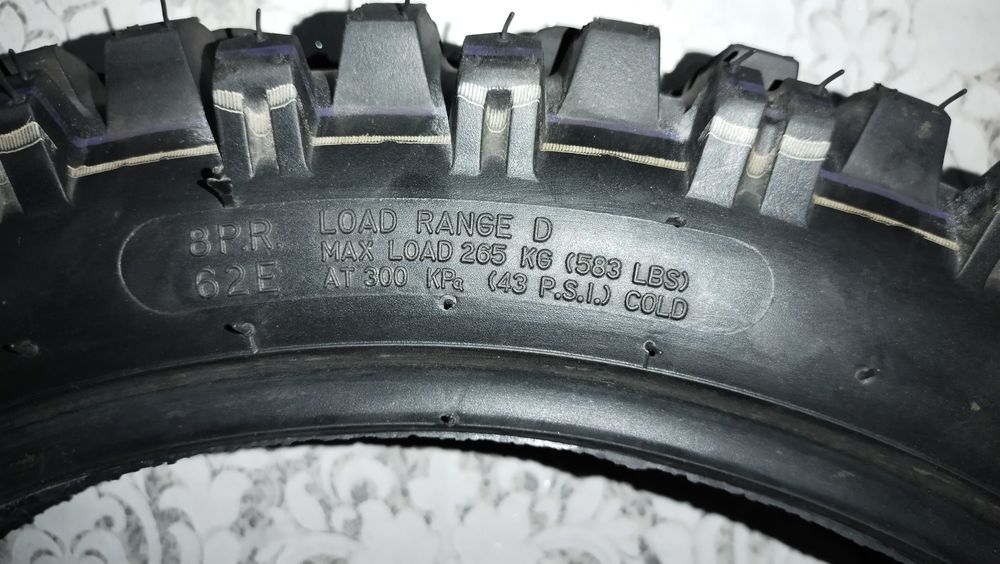 8P.R.
62E
LOAD RANGE D
MAX LOAD 265 KG (583 LBS)
AT 300 KPa (43 P.S.I.) COLD